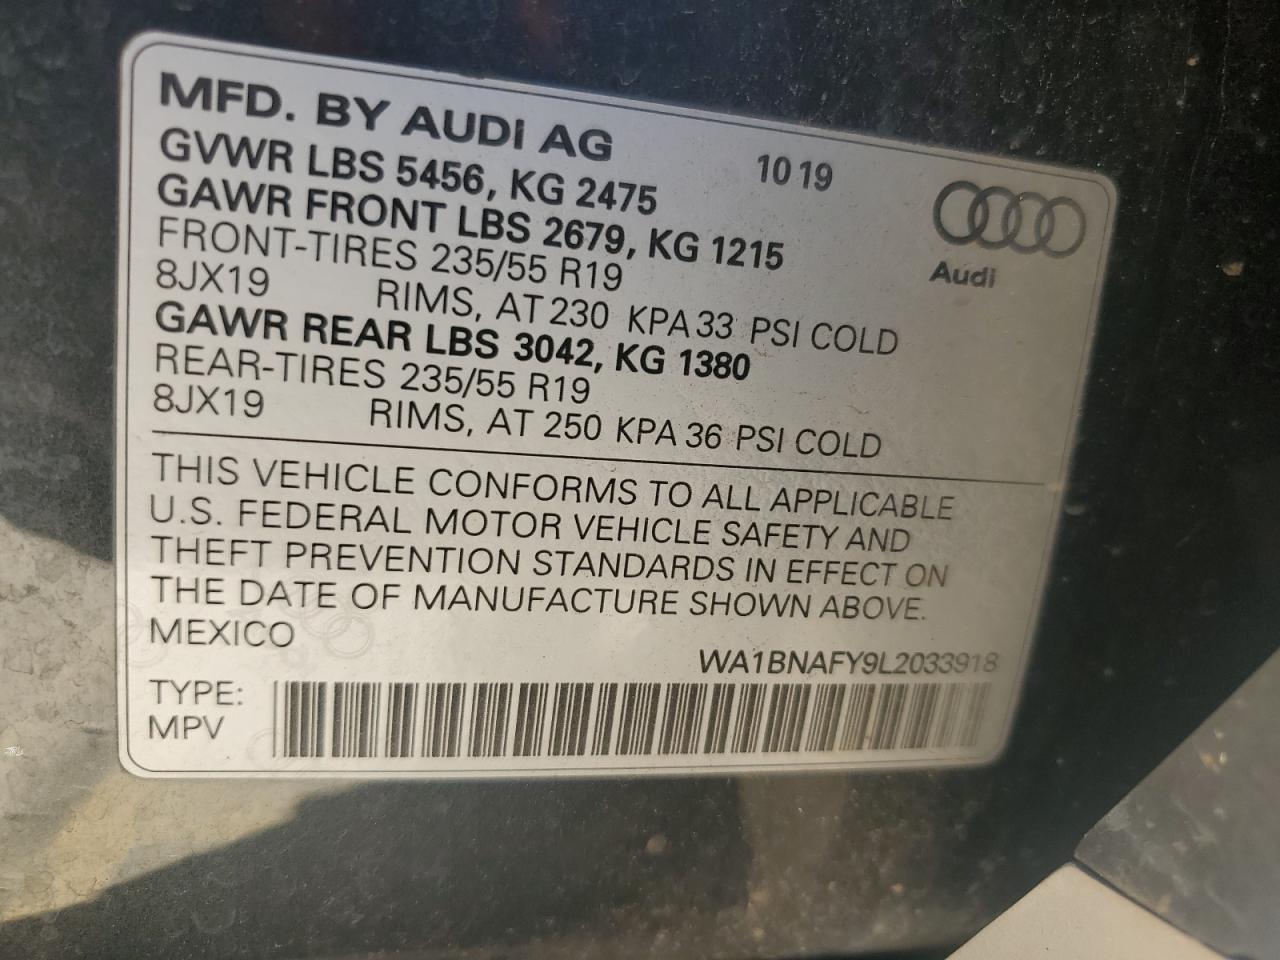 MFD. BY AUDI AG
10 19
GVWR LBS 5456, KG 2475
GAWR FRONT LBS 2679, KG 1215
FRONT-TIRES 235/55 R19
8JX19 RIMS, AT 230 KPA 33 PSI COLD
GAWR REAR LBS 3042, KG 1380
REAR-TIRES 235/55 R19
8JX19 RIMS, AT 250 KPA 36 PSI COLD
Audi
THIS VEHICLE CONFORMS TO ALL APPLICABLE
U.S. FEDERAL MOTOR VEHICLE SAFETY AND
THEFT PREVENTION STANDARDS IN EFFECT ON
THE DATE OF MANUFACTURE SHOWN ABOVE.
MEXICO
WA1BNAFY9L2033918
TYPE:
MPV